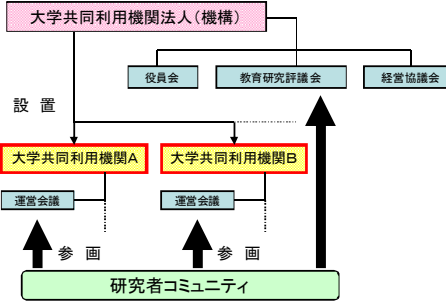 大学共同利用機関法人(機構)
役員会
教育研究評議会
経営協議会
設 置
大学共同利用機関A
大学共同利用機関B
運営会議
運営会議
参 画
参 画
研究者コミュニティ